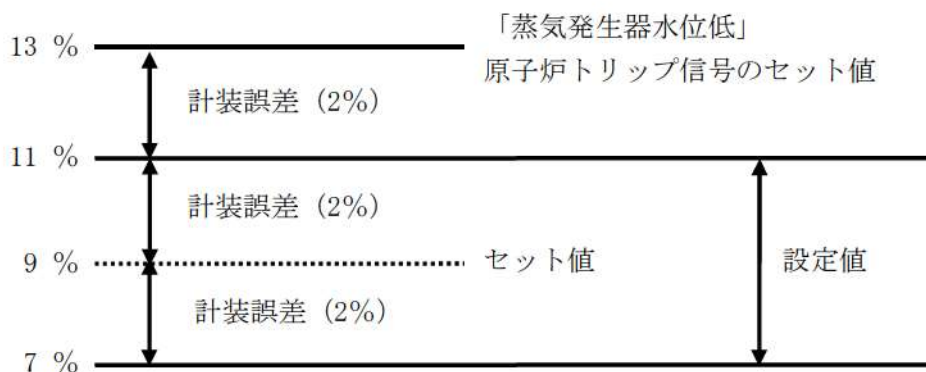 「蒸気発生器水位低」
13 %
原子炉トリップ信号のセット値
計装誤差 (2%)
11 %
計装誤差 (2%)
9 %
セット値
設定値
計装誤差 (2%)
7 %